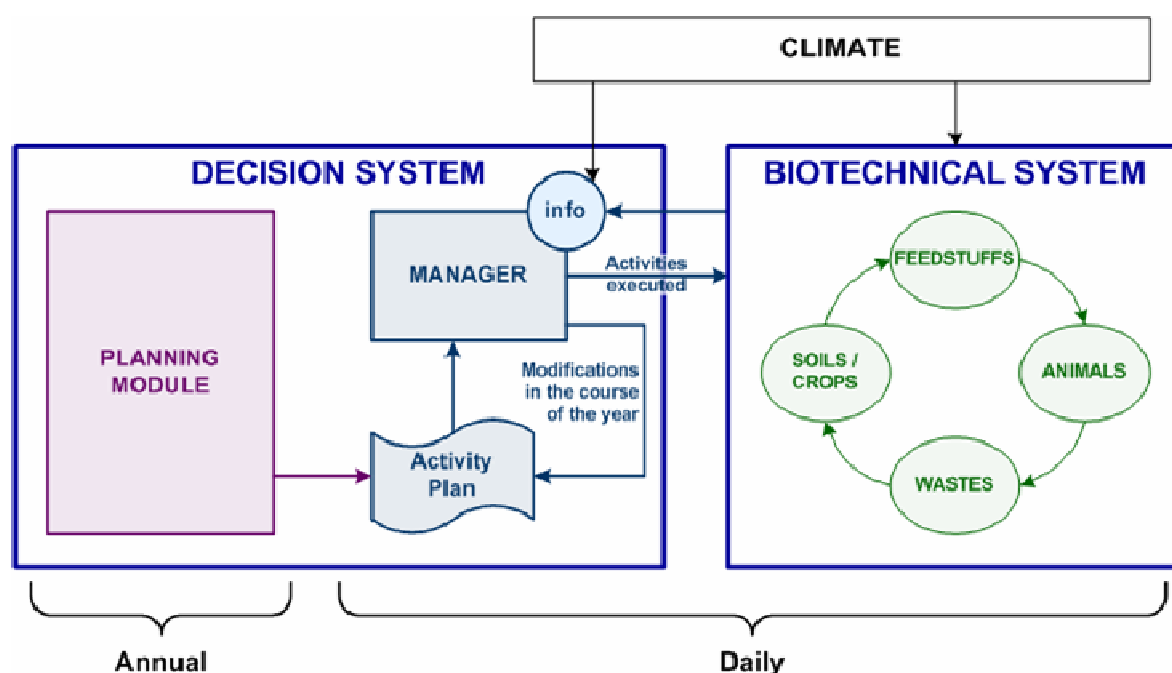 CLIMATE
DECISION SYSTEM
BIOTECHNICAL SYSTEM
info
MANAGER
Activities
executed
FEEDSTUFFS
PLANNING
MODULE
Modifications
in the course
of the year
SOILS /
CROPS
ANIMALS
Activity
Plan
WASTES
Annual
Daily